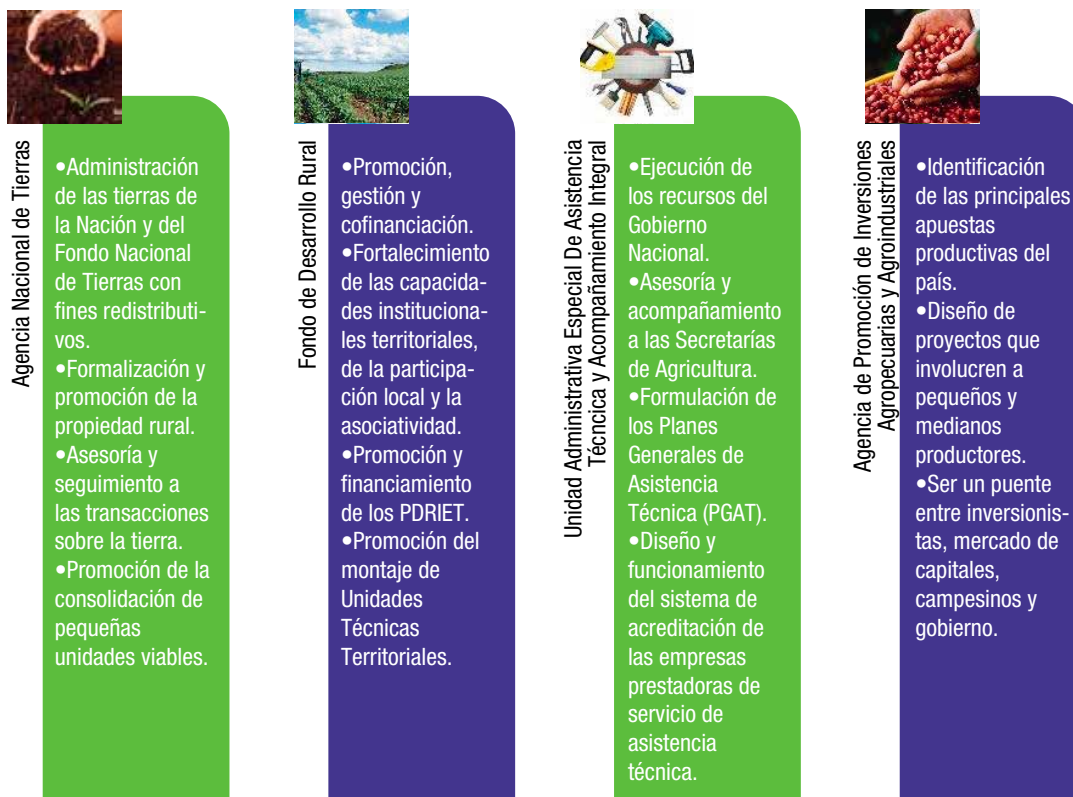 Agencia Nacional de Tierras
•Administración
de las tierras de
la Nación y del
Fondo Nacional
de Tierras con
fines redistributi-
vos.
•Formalización y
promoción de la
propiedad rural.
•Asesoría y
seguimiento a
las transacciones
sobre la tierra.
•Promoción de la
consolidación de
pequeñas
unidades viables.
Fondo de Desarrollo Rural
•Promoción,
gestión y
cofinanciación.
•Fortalecimiento
de las capacida-
des instituciona-
les territoriales,
de la participa-
ción local y la
asociatividad.
•Promoción y
financiamiento
de los PDRIET.
•Promoción del
montaje de
Unidades
Técnicas
Territoriales.
Unidad Administrativa Especial De Asistencia
Técncica y Acompañamiento Integral
•Ejecución de
los recursos del
Gobierno
Nacional.
•Asesoría y
acompañamiento
a las Secretarías
de Agricultura.
•Formulación de
los Planes
Generales de
Asistencia
Técnica (PGAT).
•Diseño y
funcionamiento
del sistema de
acreditación de
las empresas
prestadoras de
servicio de
asistencia
técnica.
Agencia de Promoción de Inversiones
Agropecuarias y Agroindustriales
•Identificación
de las principales
apuestas
productivas del
país.
•Diseño de
proyectos que
involucren a
pequeños y
medianos
productores.
•Ser un puente
entre inversionis-
tas, mercado de
capitales,
campesinos y
gobierno.